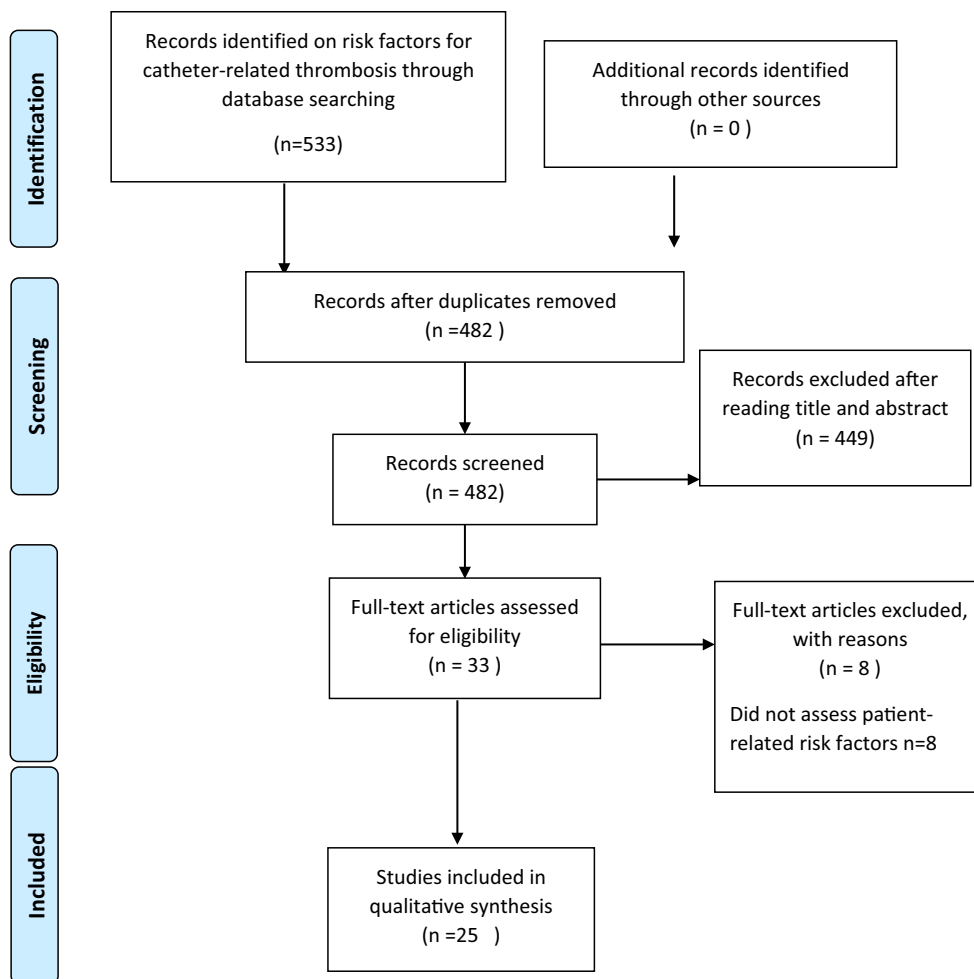 Identification
Records identified on risk factors for
catheter-related thrombosis through
database searching
(n=533)
Additional records identified
through other sources
(n = 0 )
Screening
Records after duplicates removed
(n =482 )
Records excluded after
reading title and abstract
(n = 449)
Records screened
(n = 482)
Eligibility
Full-text articles assessed
for eligibility
(n = 33 )
Full-text articles excluded,
with reasons
(n = 8 )
Did not assess patient-
related risk factors n=8
Included
Studies included in
qualitative synthesis
(n =25 )